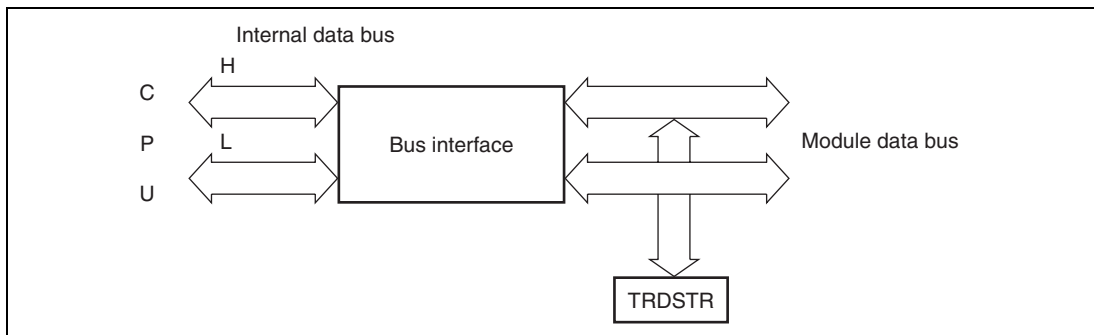 Internal data bus
H
C
P
U
L
Bus interface
Module data bus
TRDSTR